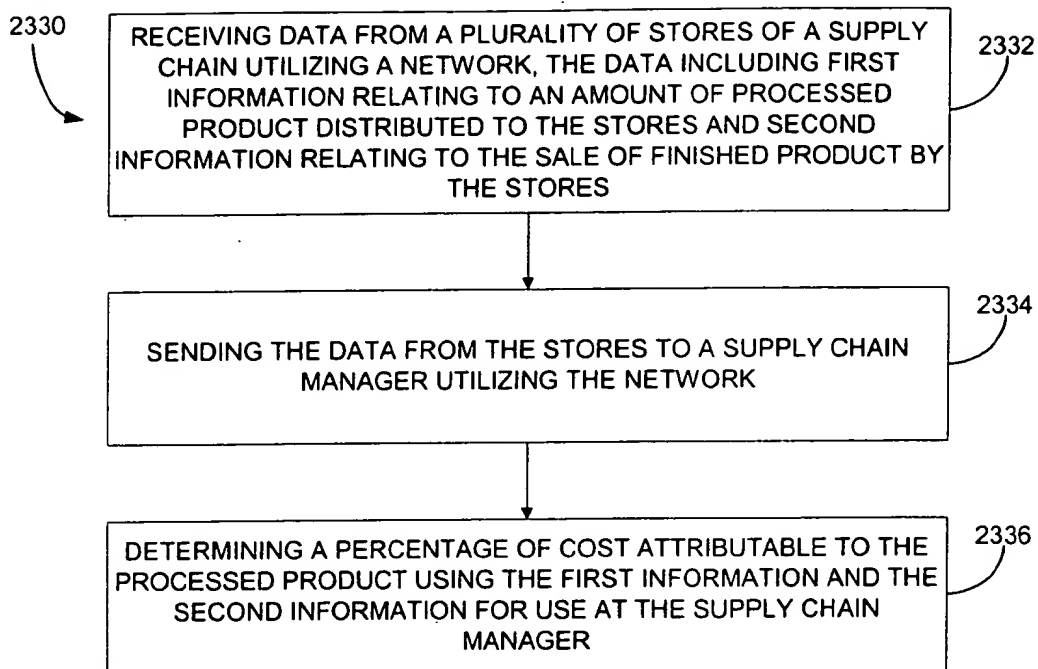 2330
RECEIVING DATA FROM A PLURALITY OF STORES OF A SUPPLY
CHAIN UTILIZING A NETWORK, THE DATA INCLUDING FIRST
INFORMATION RELATING TO AN AMOUNT OF PROCESSED
PRODUCT DISTRIBUTED TO THE STORES AND SECOND
INFORMATION RELATING TO THE SALE OF FINISHED PRODUCT BY
THE STORES
2332
SENDING THE DATA FROM THE STORES TO A SUPPLY CHAIN
MANAGER UTILIZING THE NETWORK
2334
DETERMINING A PERCENTAGE OF COST ATTRIBUTABLE TO THE
PROCESSED PRODUCT USING THE FIRST INFORMATION AND THE
SECOND INFORMATION FOR USE AT THE SUPPLY CHAIN
MANAGER
2336